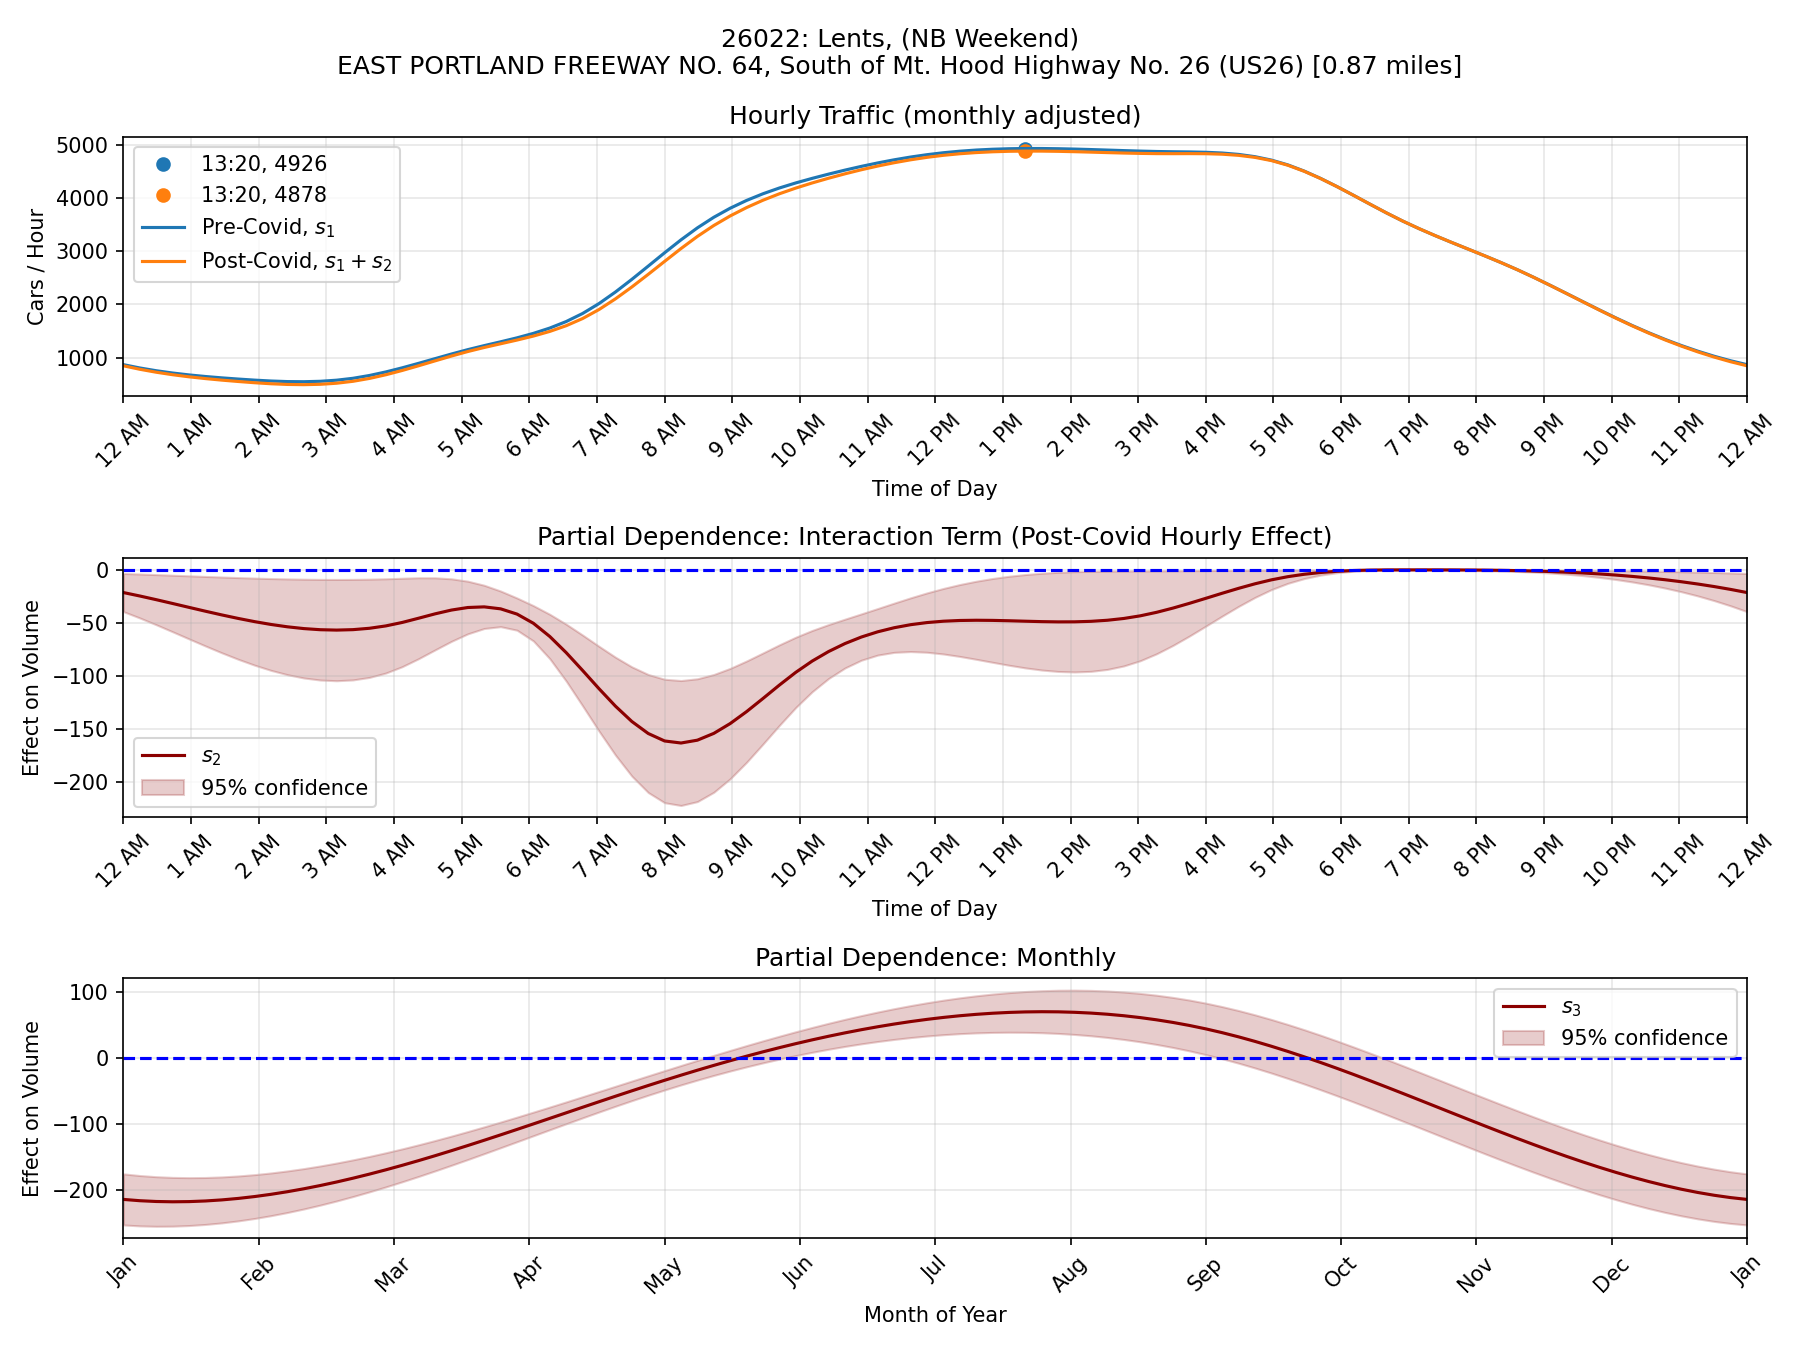 26022: Lents, (NB Weekend)
EAST PORTLAND FREEWAY NO. 64, South of Mt. Hood Highway No. 26 (US26) [0.87 miles]
Hourly Traffic (monthly adjusted)
Cars / Hour
5000
4000
3000
2000
1000
13:20, 4926
13:20, 4878
Pre-Covid, s₁
Post-Covid, s₁ + s₂
12 AM 1 AM 2 AM 3 AM 4 AM 5 AM 6 AM 7 AM 8 AM 9 AM 10 AM 11 AM 12 PM 1 PM 2 PM 3 PM 4 PM 5 PM 6 PM 7 PM 8 PM 9 PM 10 PM 11 PM 12 AM
Time of Day
Partial Dependence: Interaction Term (Post-Covid Hourly Effect)
Effect on Volume
0
−50
−100
−150
−200
s₂
95% confidence
12 AM 1 AM 2 AM 3 AM 4 AM 5 AM 6 AM 7 AM 8 AM 9 AM 10 AM 11 AM 12 PM 1 PM 2 PM 3 PM 4 PM 5 PM 6 PM 7 PM 8 PM 9 PM 10 PM 11 PM 12 AM
Time of Day
Partial Dependence: Monthly
Effect on Volume
100
0
−100
−200
s₃
95% confidence
Jan Feb Mar Apr May Jun Jul Aug Sep Oct Nov Dec Jan
Month of Year